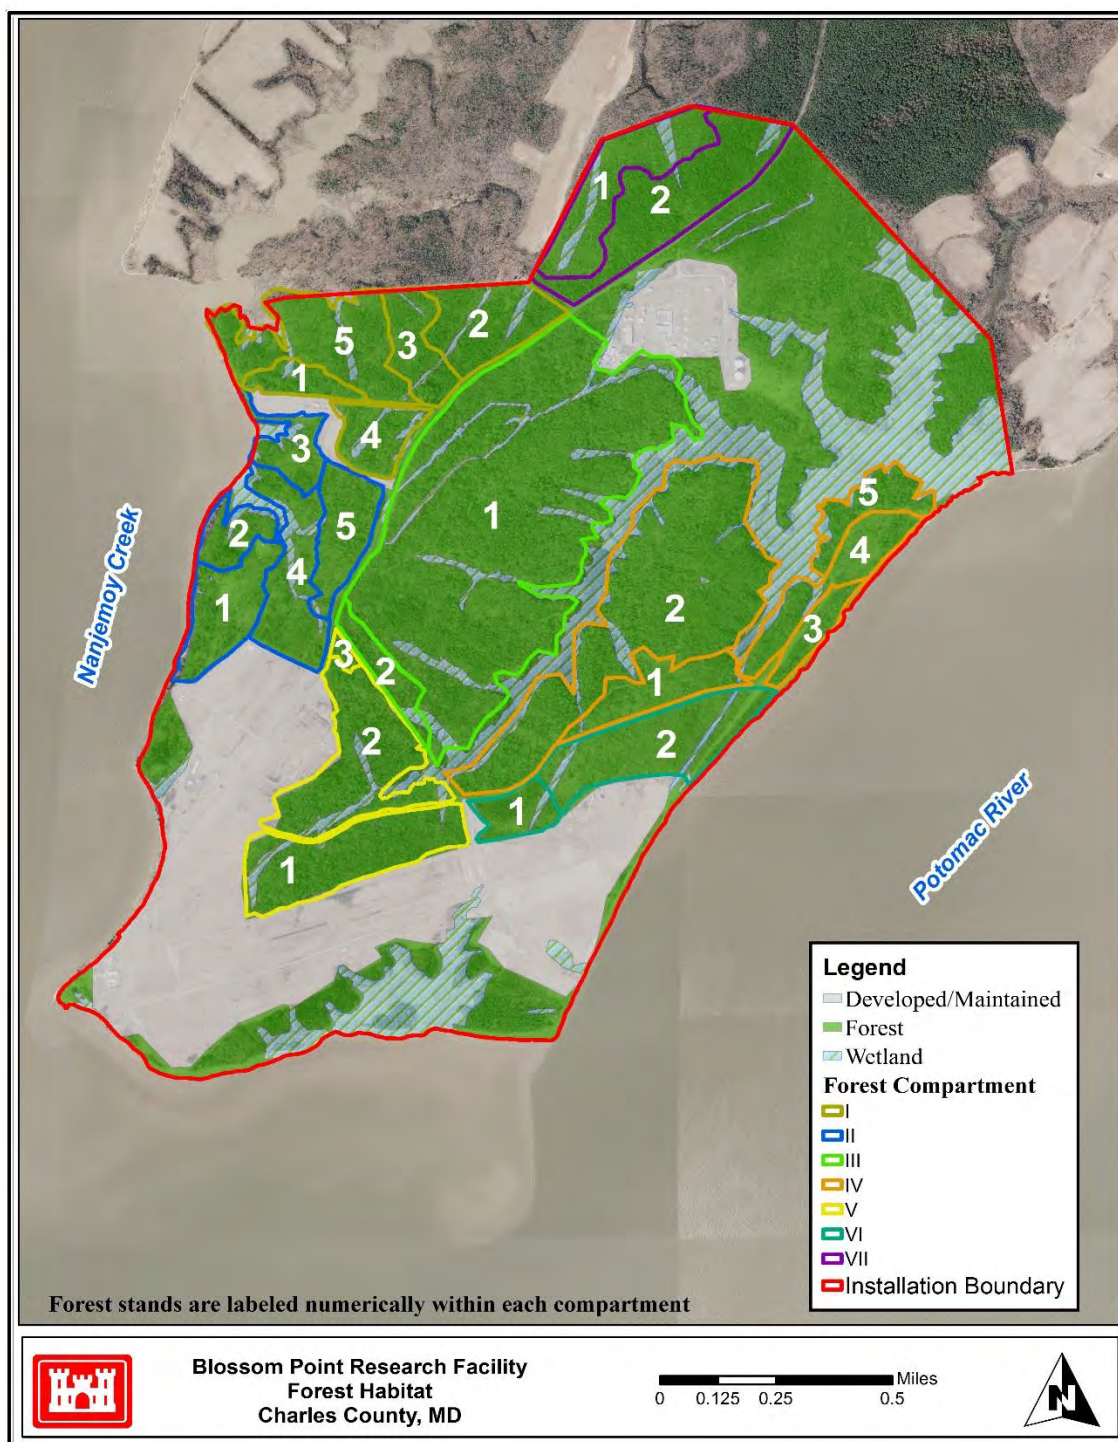 1
2
5
3
2
1
4
3
5
1
2
5
4
2
4
1
3
2
3
2
1
2
2
1
1
Nanjemoy Creek
Potomac River
Legend
Developed/Maintained
Forest
Wetland
Forest Compartment
I
II
III
IV
V
VI
VII
Installation Boundary
Forest stands are labeled numerically within each compartment
Blossom Point Research Facility
Forest Habitat
Charles County, MD
Miles
0 0.125 0.25 0.5
N